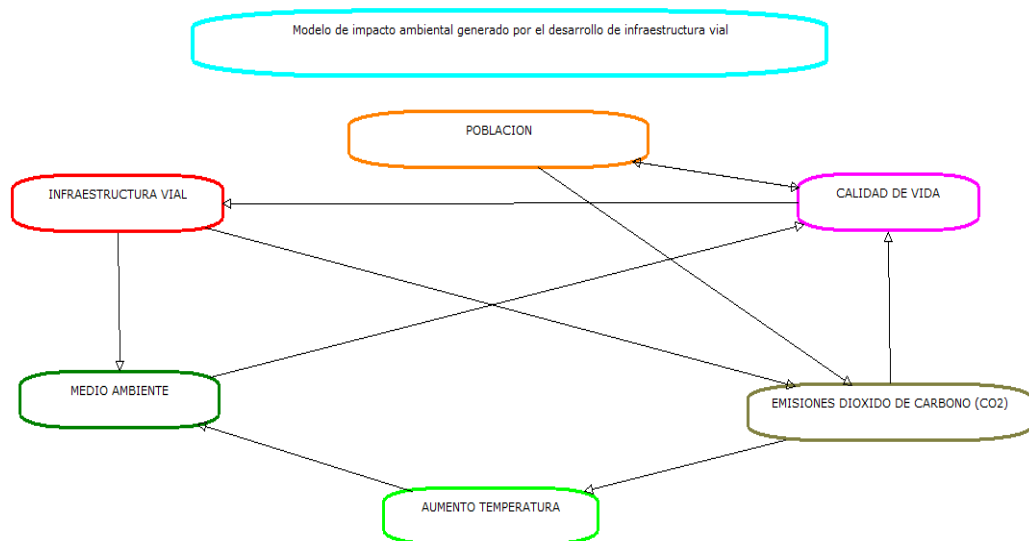 Modelo de impacto ambiental generado por el desarrollo de infraestructura vial
POBLACION
INFRAESTRUCTURA VIAL
CALIDAD DE VIDA
MEDIO AMBIENTE
EMISIONES DIOXIDO DE CARBONO (CO2)
AUMENTO TEMPERATURA